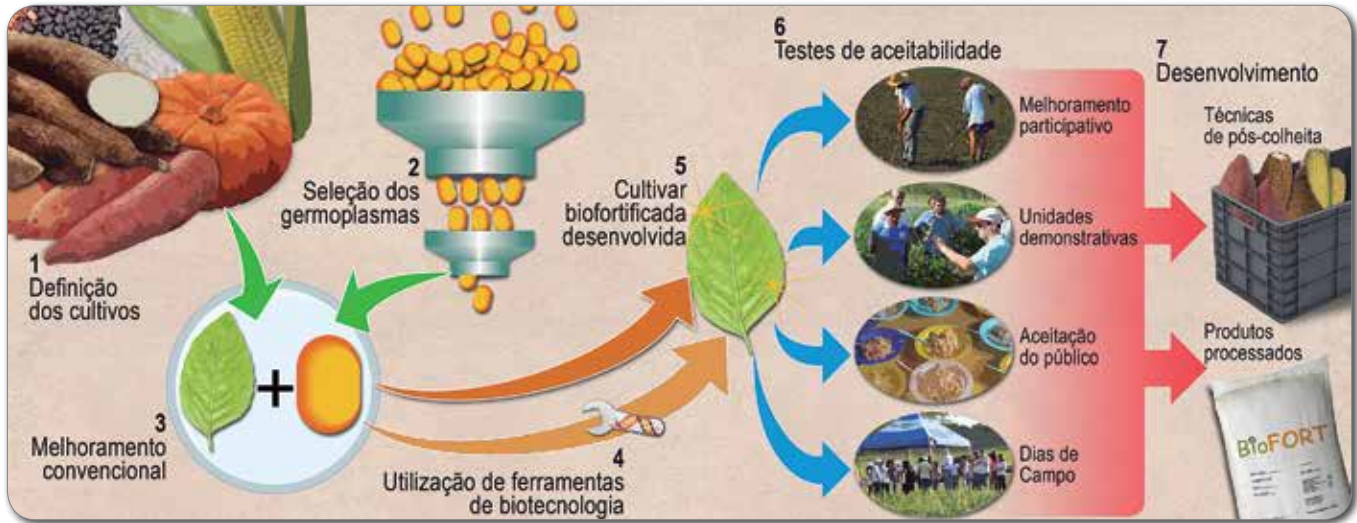 1
Definição
dos cultivos
2
Seleção dos
germoplasmas
3
Melhoramento
convencional
4
Utilização de ferramentas
de biotecnologia
5
Cultivar
biofortificada
desenvolvida
6
Testes de aceitabilidade
Melhoramento
participativo
Unidades
demonstrativas
Aceitação
do público
Dias de
Campo
7
Desenvolvimento
Técnicas
de pós-colheita
Produtos
processados
BioFORT